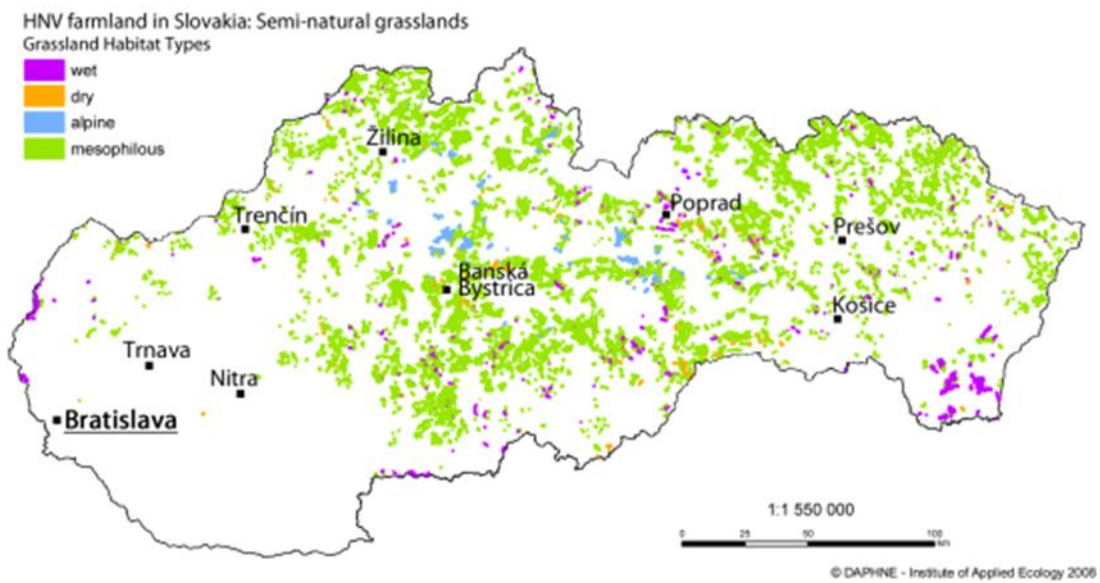 HNV farmland in Slovakia: Semi-natural grasslands
Grassland Habitat Types
wet
dry
alpine
mesophilous
Žilina
Poprad
Trenčín
Prešov
Banská
Bystrica
Košice
Trnava
Nitra
Bratislava
1:1 550 000
0 25 50 100
km
© DAPHNE - Institute of Applied Ecology 2008